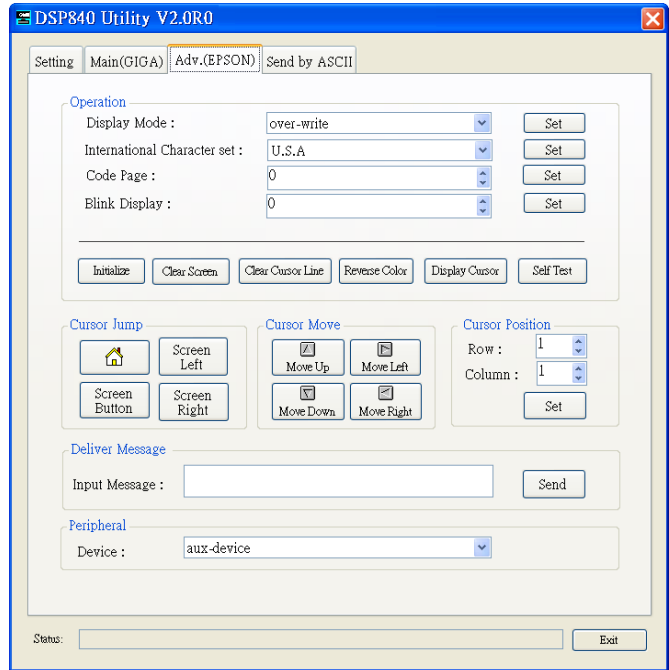 DSP840 Utility V2.0R0
Setting Main(GIGA) Adv.(EPSON) Send by ASCII
Operation
Display Mode : over-write Set
International Character set : U.S.A Set
Code Page : 0 Set
Blink Display : 0 Set
Initialize Clear Screen Clear Cursor Line Reverse Color Display Cursor Self Test
Cursor Jump
Screen
Left
Screen
Button
Screen
Right
Cursor Move
Move Up Move Left
Move Down Move Right
Cursor Position
Row : 1
Column : 1
Set
Deliver Message
Input Message : Send
Peripheral
Device : aux-device
Status: Exit